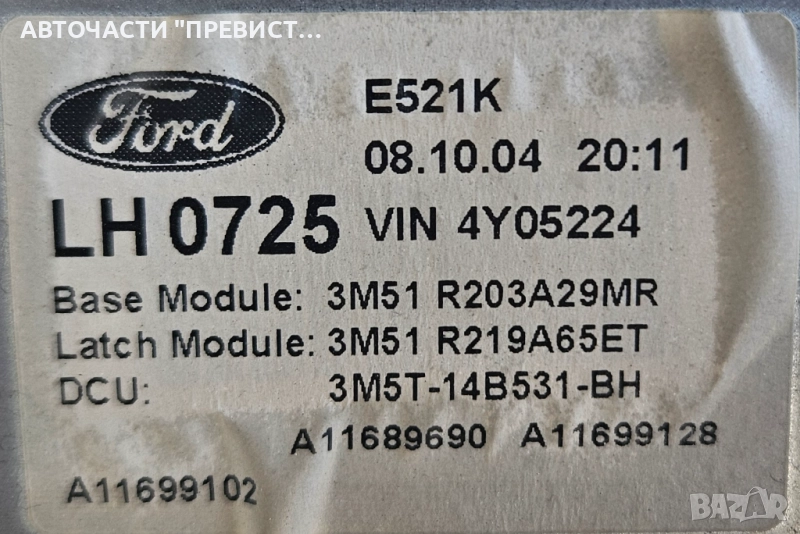 АВТОЧАСТИ "ПРЕВИСТ...
Ford
E521K
08.10.04 20:11
LH 0725 VIN 4Y05224
Base Module: 3M51 R203A29MR
Latch Module: 3M51 R219A65ET
DCU: 3M5T-14B531-BH
A11689690 A11699128
A11699102
BAZAR